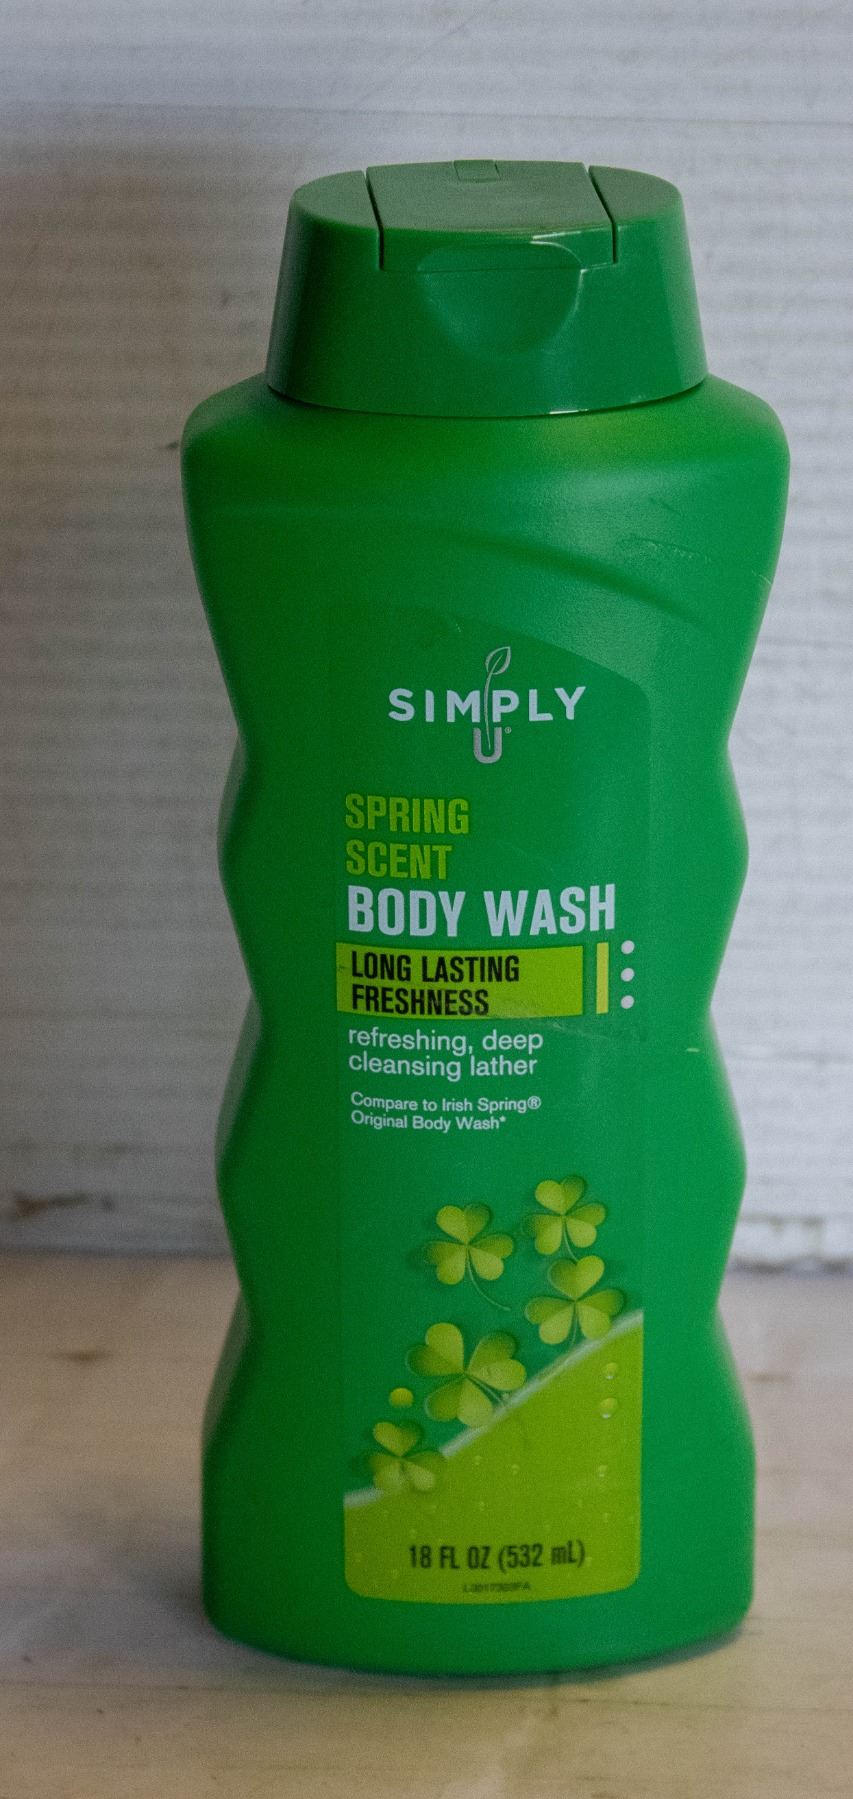 SIMPLY
U®
SPRING
SCENT
BODY WASH
LONG LASTING
FRESHNESS
refreshing, deep
cleansing lather
Compare to Irish Spring®
Original Body Wash*
18 FL OZ (532 mL)